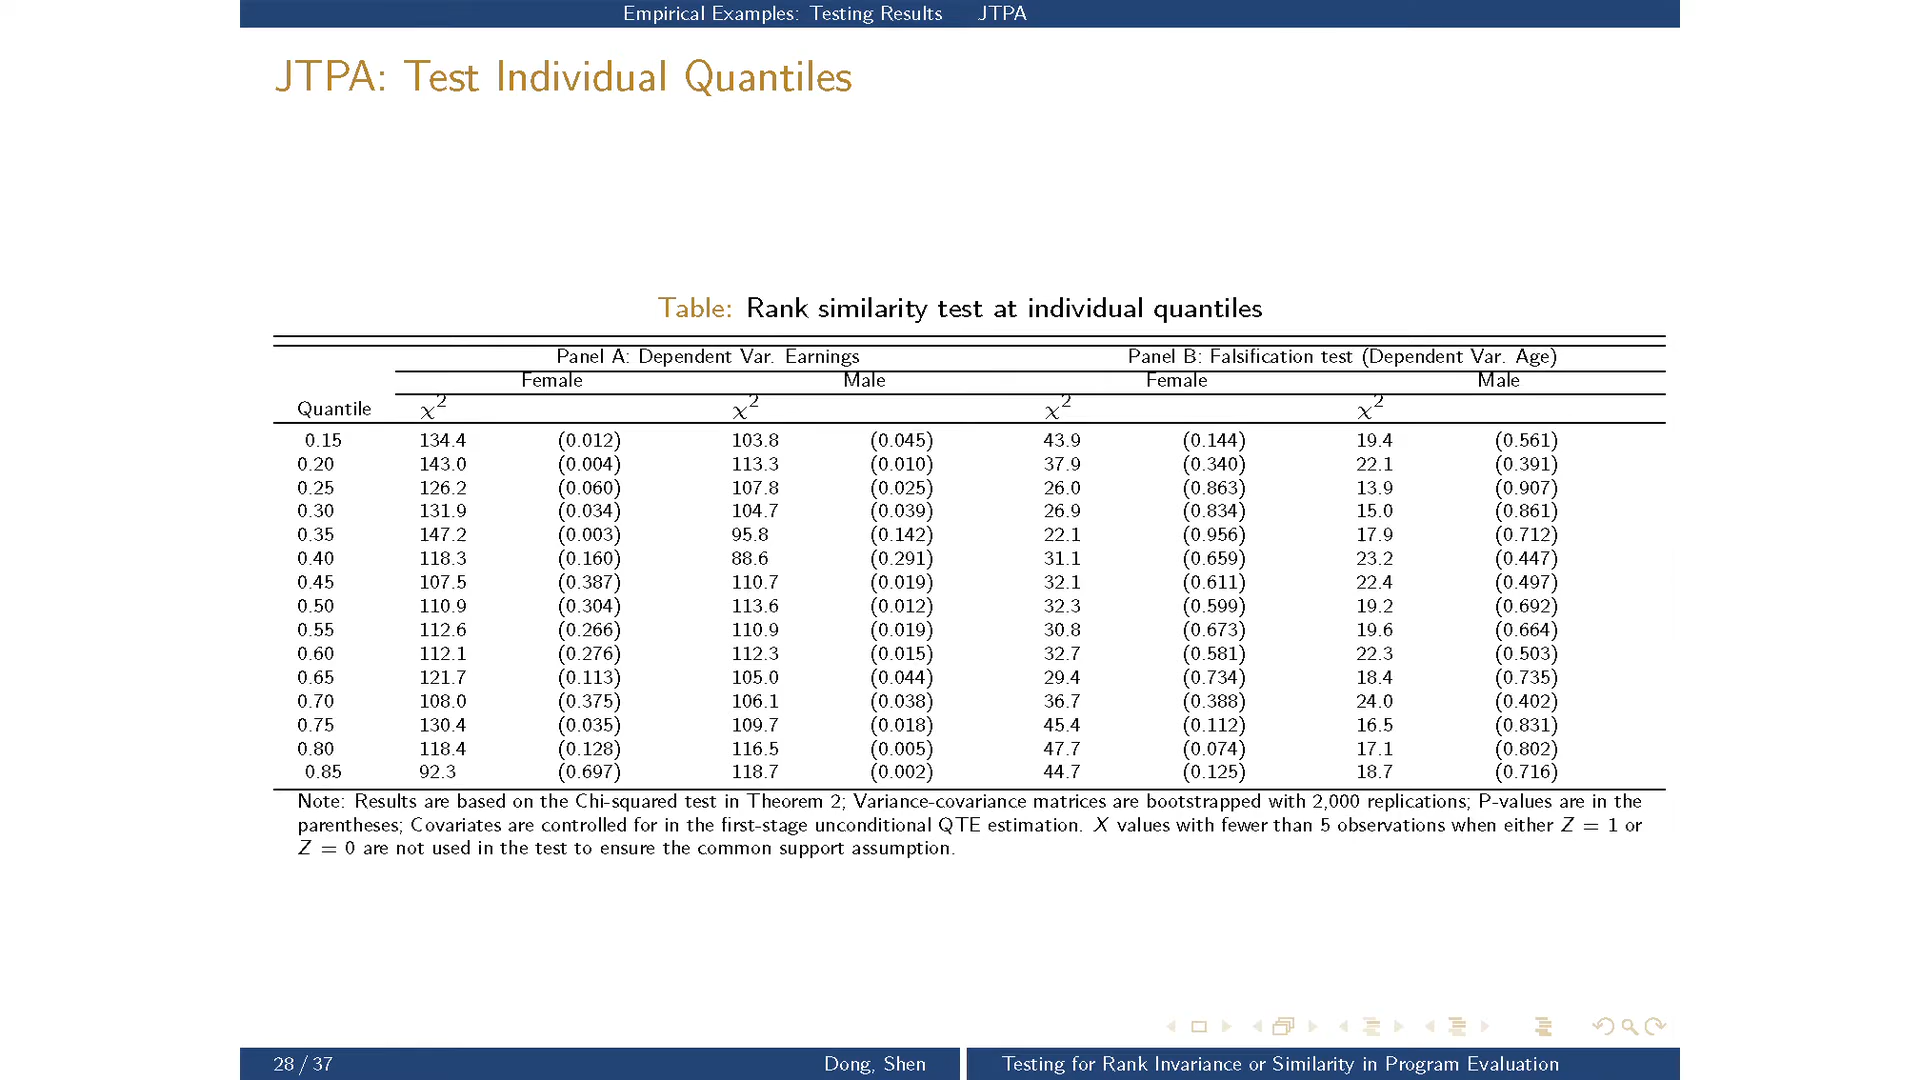 Empirical Examples: Testing Results JTPA
JTPA: Test Individual Quantiles
Table: Rank similarity test at individual quantiles
Panel A: Dependent Var. Earnings Panel B: Falsification test (Dependent Var. Age)
Female Male Female Male
Quantile χ² χ² χ² χ²
0.15 134.4 (0.012) 103.8 (0.045) 43.9 (0.144) 19.4 (0.561)
0.20 143.0 (0.004) 113.3 (0.010) 37.9 (0.340) 22.1 (0.391)
0.25 126.2 (0.060) 107.8 (0.025) 26.0 (0.863) 13.9 (0.907)
0.30 131.9 (0.034) 104.7 (0.039) 26.9 (0.834) 15.0 (0.861)
0.35 147.2 (0.003) 95.8 (0.142) 22.1 (0.956) 17.9 (0.712)
0.40 118.3 (0.160) 88.6 (0.291) 31.1 (0.659) 23.2 (0.447)
0.45 107.5 (0.387) 110.7 (0.019) 32.1 (0.611) 22.4 (0.497)
0.50 110.9 (0.304) 113.6 (0.012) 32.3 (0.599) 19.2 (0.692)
0.55 112.6 (0.266) 110.9 (0.019) 30.8 (0.673) 19.6 (0.664)
0.60 112.1 (0.276) 112.3 (0.015) 32.7 (0.581) 22.3 (0.503)
0.65 121.7 (0.113) 105.0 (0.044) 29.4 (0.734) 18.4 (0.735)
0.70 108.0 (0.375) 106.1 (0.038) 36.7 (0.388) 24.0 (0.402)
0.75 130.4 (0.035) 109.7 (0.018) 45.4 (0.112) 16.5 (0.831)
0.80 118.4 (0.128) 116.5 (0.005) 47.7 (0.074) 17.1 (0.802)
0.85 92.3 (0.697) 118.7 (0.002) 44.7 (0.125) 18.7 (0.716)
Note: Results are based on the Chi-squared test in Theorem 2; Variance-covariance matrices are bootstrapped with 2,000 replications; P-values are in the
parentheses; Covariates are controlled for in the first-stage unconditional QTE estimation. X values with fewer than 5 observations when either Z = 1 or
Z = 0 are not used in the test to ensure the common support assumption.
28 / 37 Dong, Shen Testing for Rank Invariance or Similarity in Program Evaluation